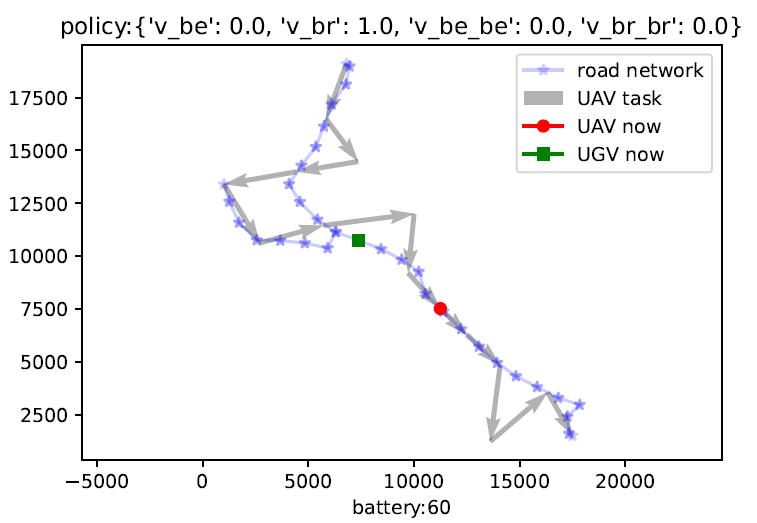 policy:{'v_be': 0.0, 'v_br': 1.0, 'v_be_be': 0.0, 'v_br_br': 0.0}
road network
UAV task
UAV now
UGV now
17500
15000
12500
10000
7500
5000
2500
−5000 0 5000 10000 15000 20000
battery:60